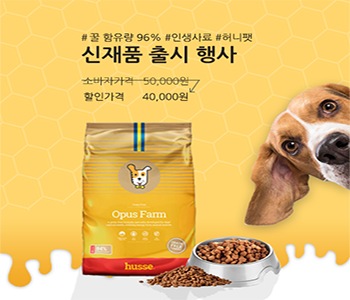 # 꿀 함유량 96% #인생사료 #허니팻
신제품 출시 행사
소바자가격 50,000원
할인가격 40,000원
Opus Farm
husse